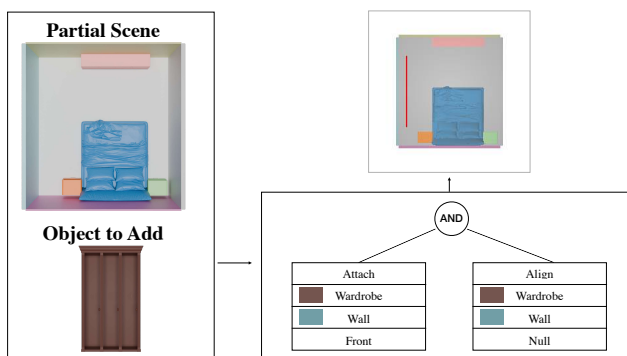 Partial Scene
Object to Add
AND
Attach
Wardrobe
Wall
Front
Align
Wardrobe
Wall
Null